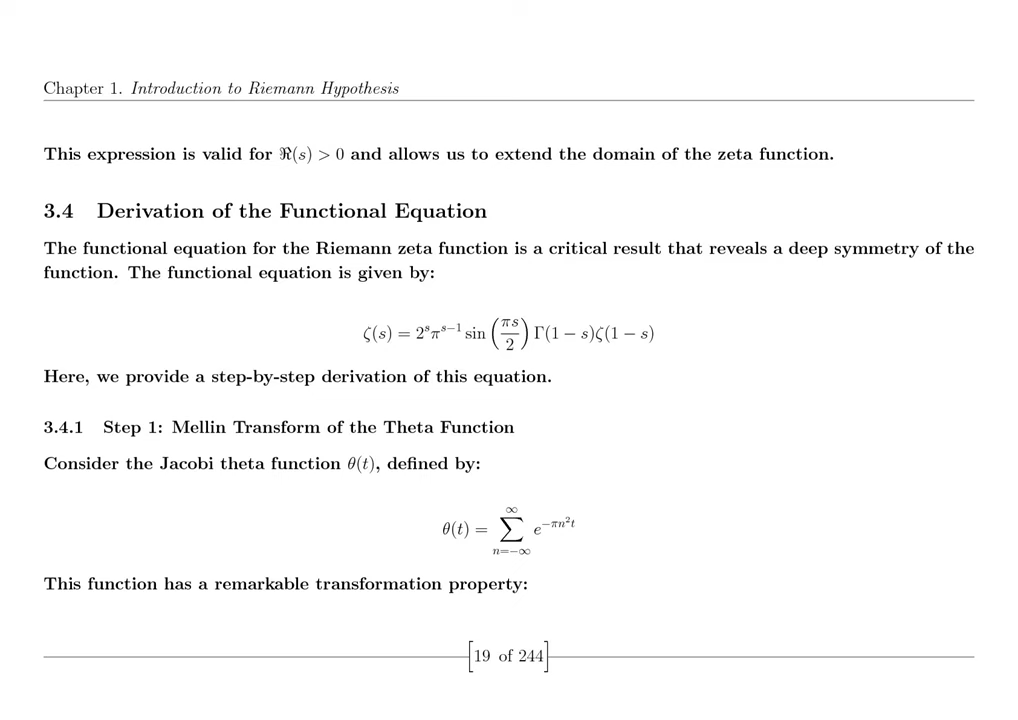 Chapter 1. Introduction to Riemann Hypothesis
This expression is valid for ℜ(s) > 0 and allows us to extend the domain of the zeta function.
3.4 Derivation of the Functional Equation
The functional equation for the Riemann zeta function is a critical result that reveals a deep symmetry of the
function. The functional equation is given by:
ζ(s) = 2^s π^{s−1} sin (πs/2) Γ(1 − s)ζ(1 − s)
Here, we provide a step-by-step derivation of this equation.
3.4.1 Step 1: Mellin Transform of the Theta Function
Consider the Jacobi theta function θ(t), defined by:
θ(t) = ∑_{n=−∞}^{∞} e^{−πn²t}
This function has a remarkable transformation property:
[19 of 244]